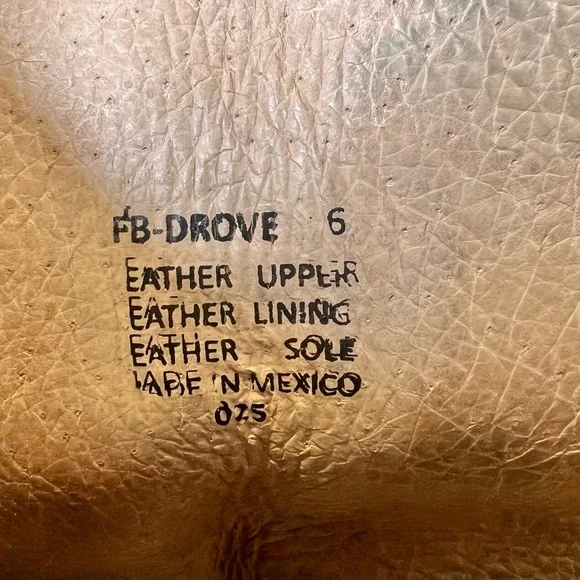 FB-DROVE 6
EATHER UPPER
EATHER LINING
EATHER SOLE
IADE IN MEXICO
025